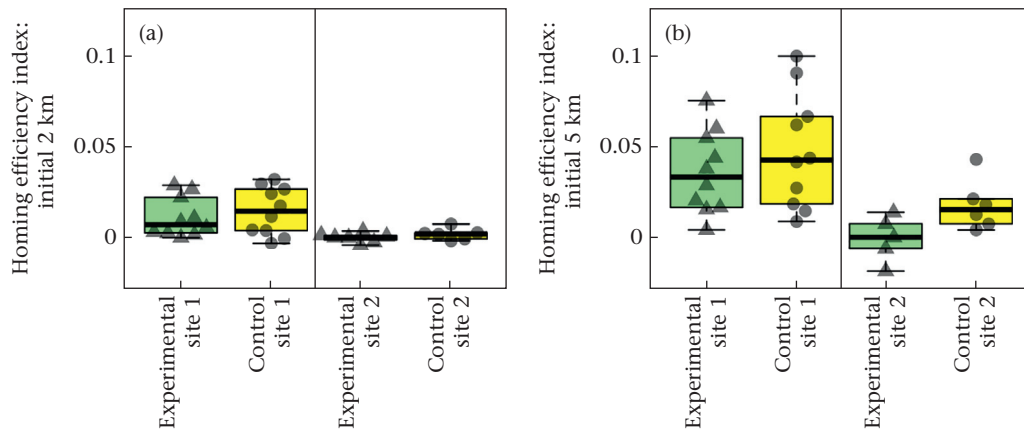 Homing efficiency index:
initial 2 km
(a)
0.1
0.05
0
Experimental
site 1
Control
site 1
Experimental
site 2
Control
site 2
Homing efficiency index:
initial 5 km
(b)
0.1
0.05
0
Experimental
site 1
Control
site 1
Experimental
site 2
Control
site 2